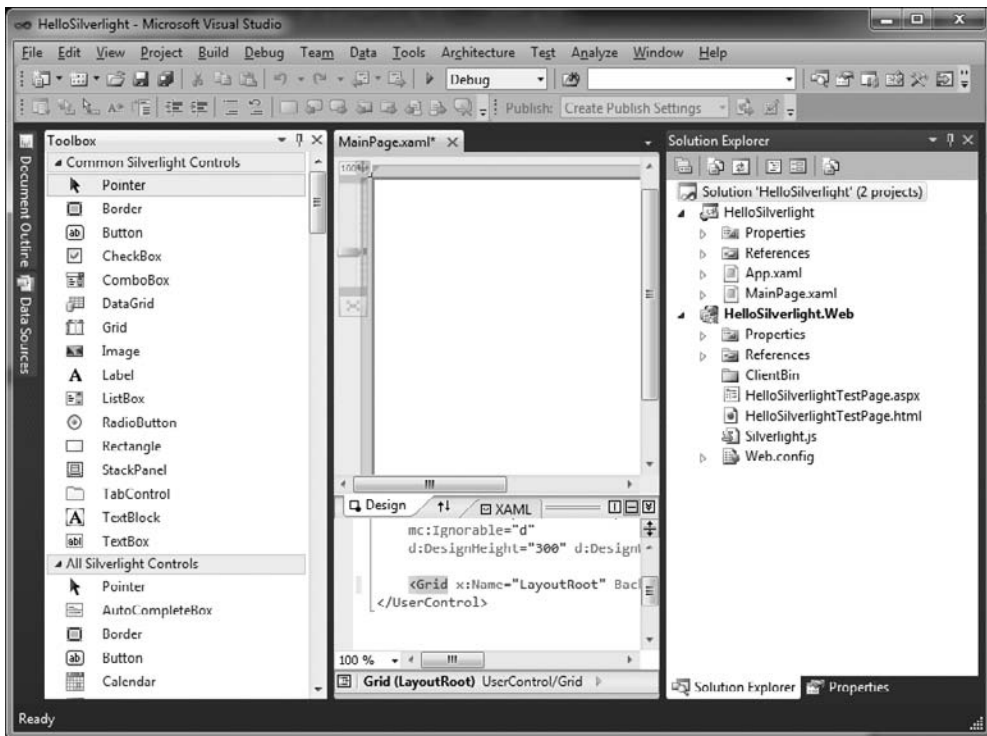 HelloSilverlight - Microsoft Visual Studio
File Edit View Project Build Debug Team Data Tools Architecture Test Analyze Window Help
Debug
Publish: Create Publish Settings
Document Outline
Data Sources
Toolbox
Common Silverlight Controls
Pointer
Border
Button
CheckBox
ComboBox
DataGrid
Grid
Image
Label
ListBox
RadioButton
Rectangle
StackPanel
TabControl
TextBlock
TextBox
All Silverlight Controls
Pointer
AutoCompleteBox
Border
Button
Calendar
MainPage.xaml*
100%
Design
XAML
mc:Ignorable="d"
d:DesignHeight="300" d:Design
<Grid x:Name="LayoutRoot" Bac
</UserControl>
100 %
Grid (LayoutRoot) UserControl/Grid
Solution Explorer
Solution 'HelloSilverlight' (2 projects)
HelloSilverlight
Properties
References
App.xaml
MainPage.xaml
HelloSilverlight.Web
Properties
References
ClientBin
HelloSilverlightTestPage.aspx
HelloSilverlightTestPage.html
Silverlight.js
Web.config
Solution Explorer
Properties
Ready